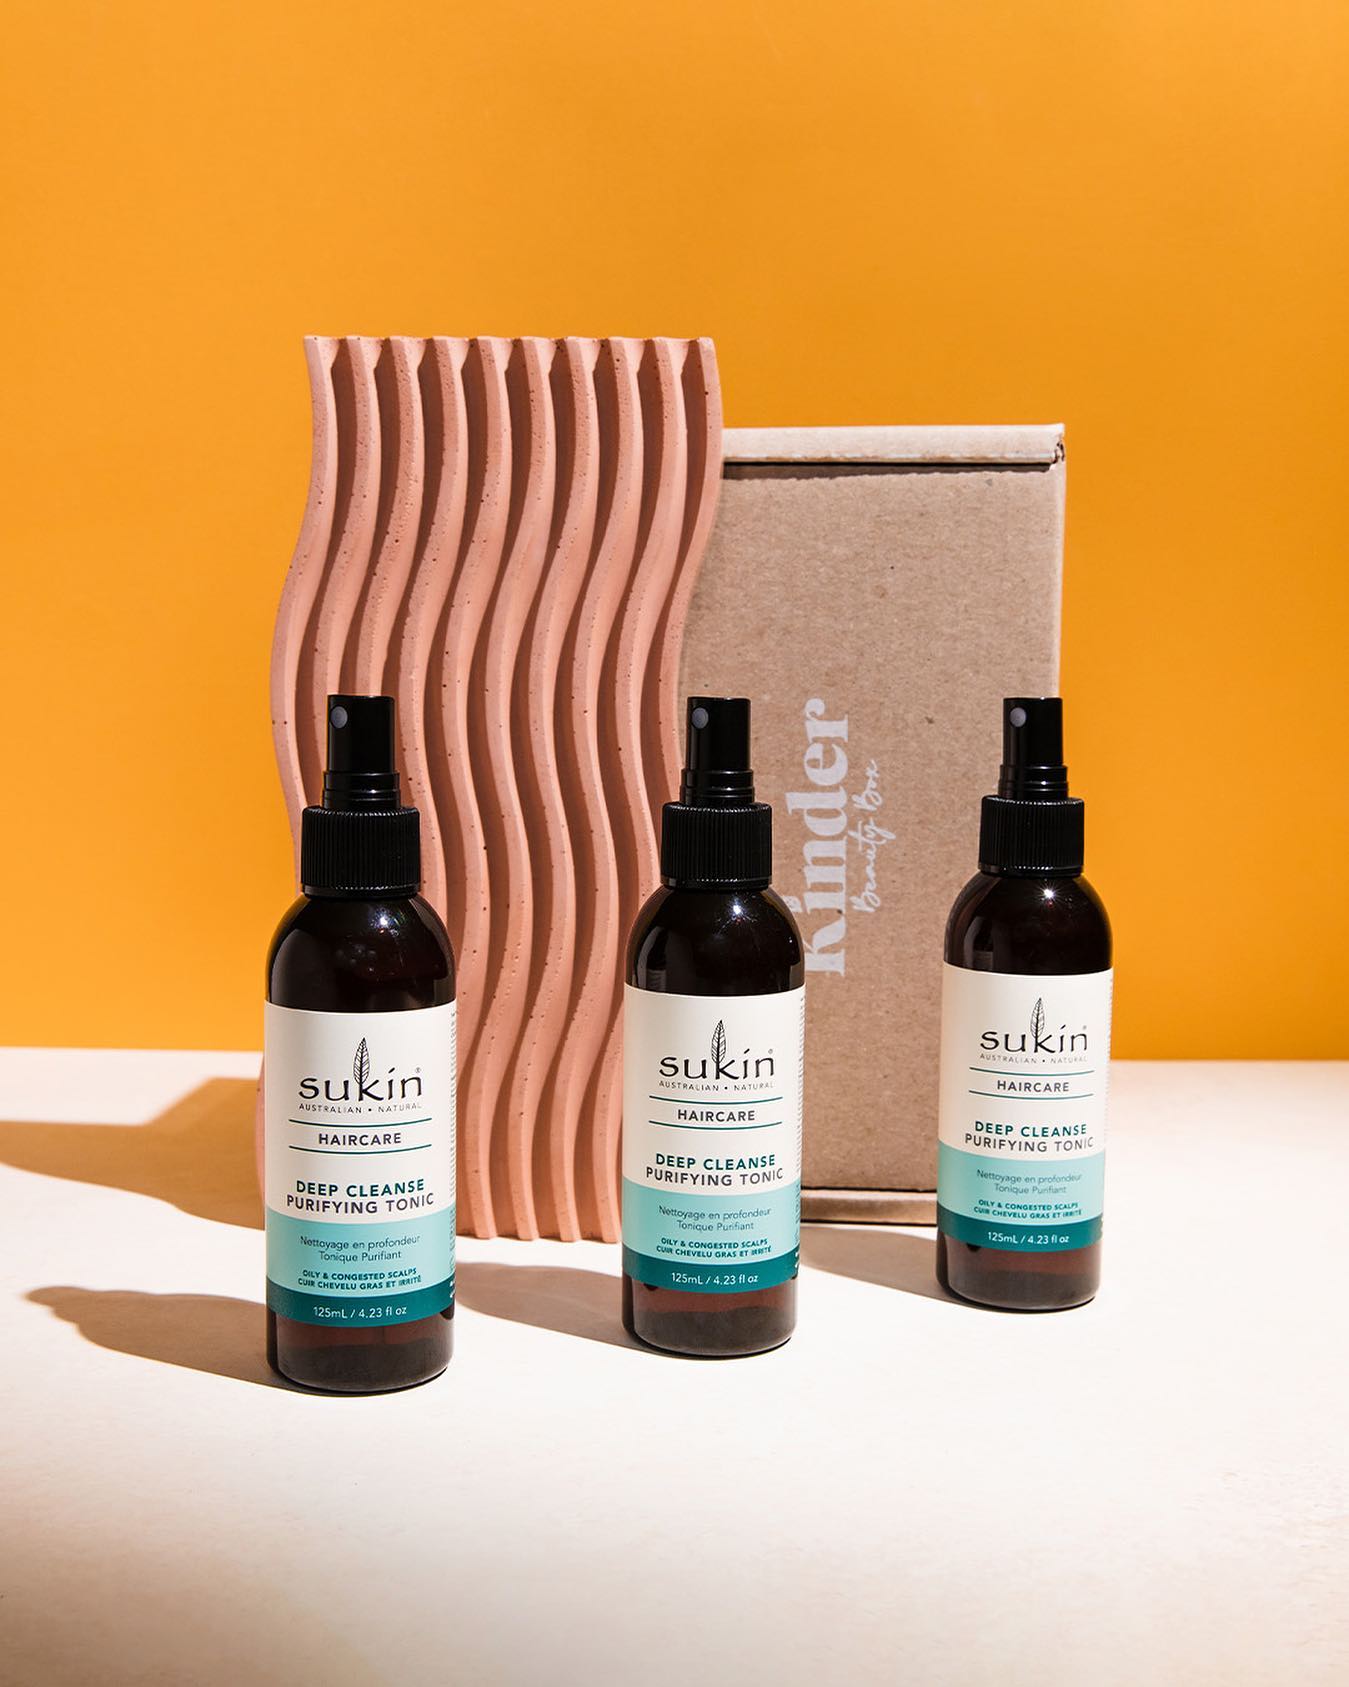 kinder
Beauty Box
sukin®
AUSTRALIAN • NATURAL
HAIRCARE
DEEP CLEANSE
PURIFYING TONIC
Nettoyage en profondeur
Tonique Purifiant
OILY & CONGESTED SCALPS
CUIR CHEVELU GRAS ET IRRITÉ
125mL / 4.23 fl oz
sukin®
AUSTRALIAN • NATURAL
HAIRCARE
DEEP CLEANSE
PURIFYING TONIC
Nettoyage en profondeur
Tonique Purifiant
OILY & CONGESTED SCALPS
CUIR CHEVELU GRAS ET IRRITÉ
125mL / 4.23 fl oz
sukin®
AUSTRALIAN • NATURAL
HAIRCARE
DEEP CLEANSE
PURIFYING TONIC
Nettoyage en profondeur
Tonique Purifiant
OILY & CONGESTED SCALPS
CUIR CHEVELU GRAS ET IRRITÉ
125mL / 4.23 fl oz